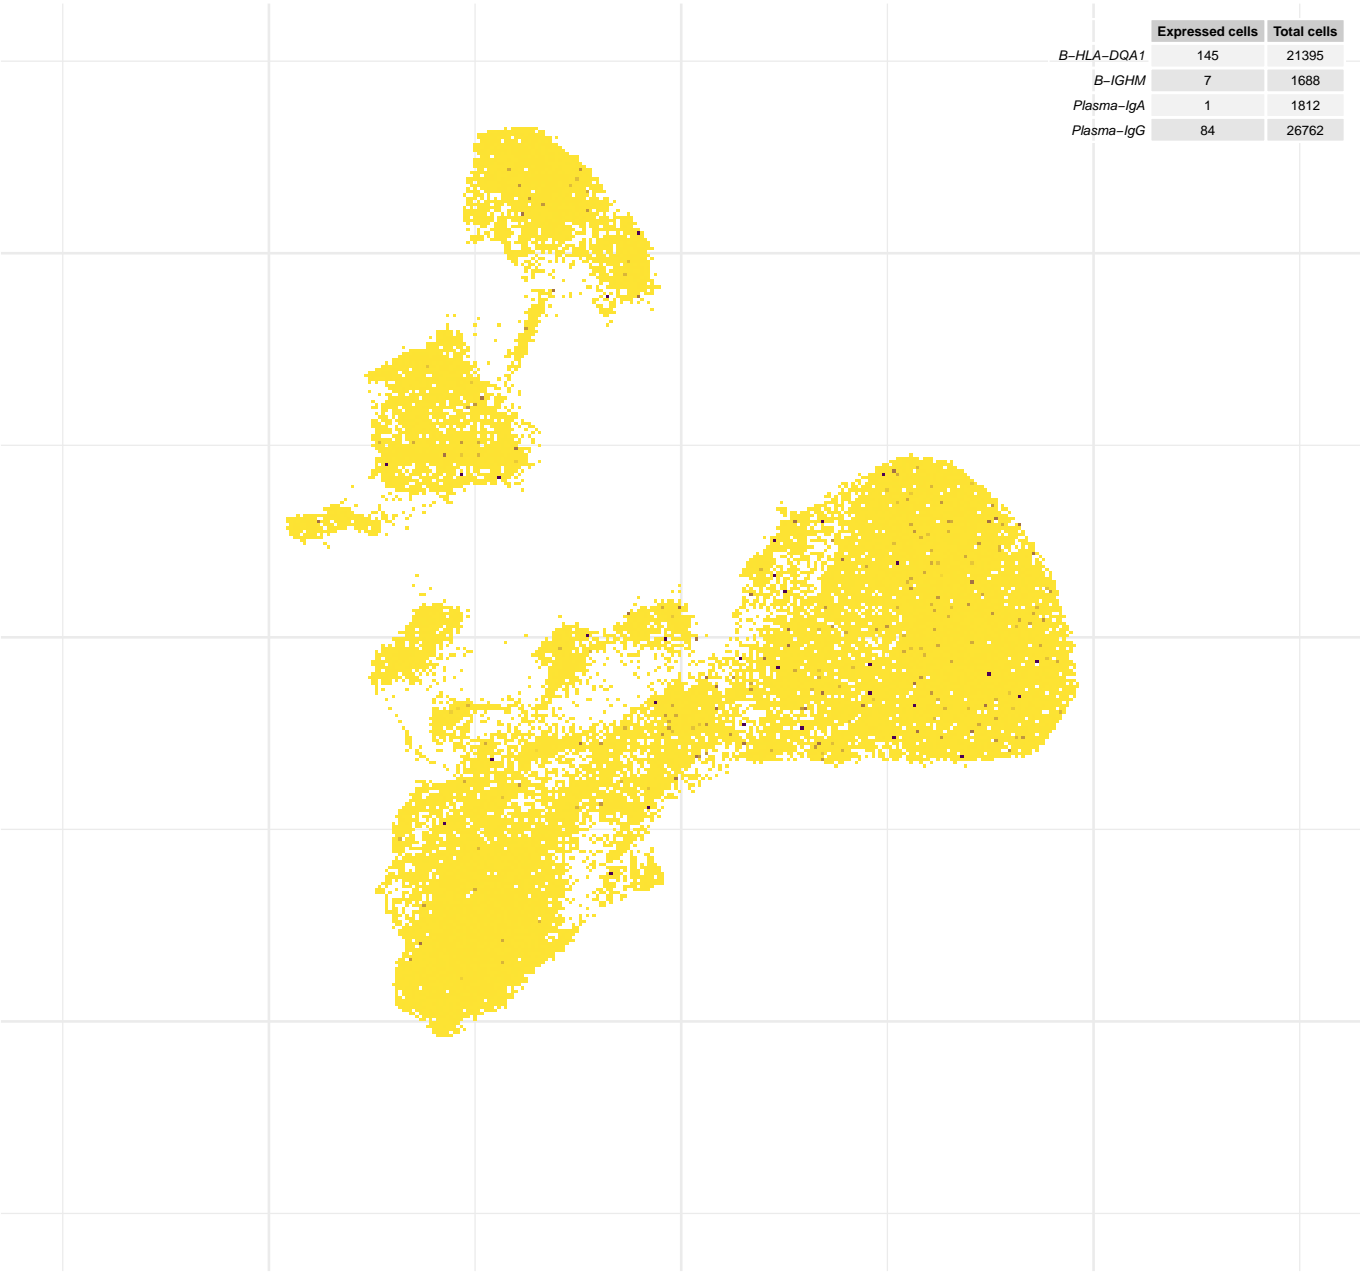 Expressed cells Total cells
B−HLA−DQA1 145 21395
B−IGHM 7 1688
Plasma−IgA 1 1812
Plasma−IgG 84 26762